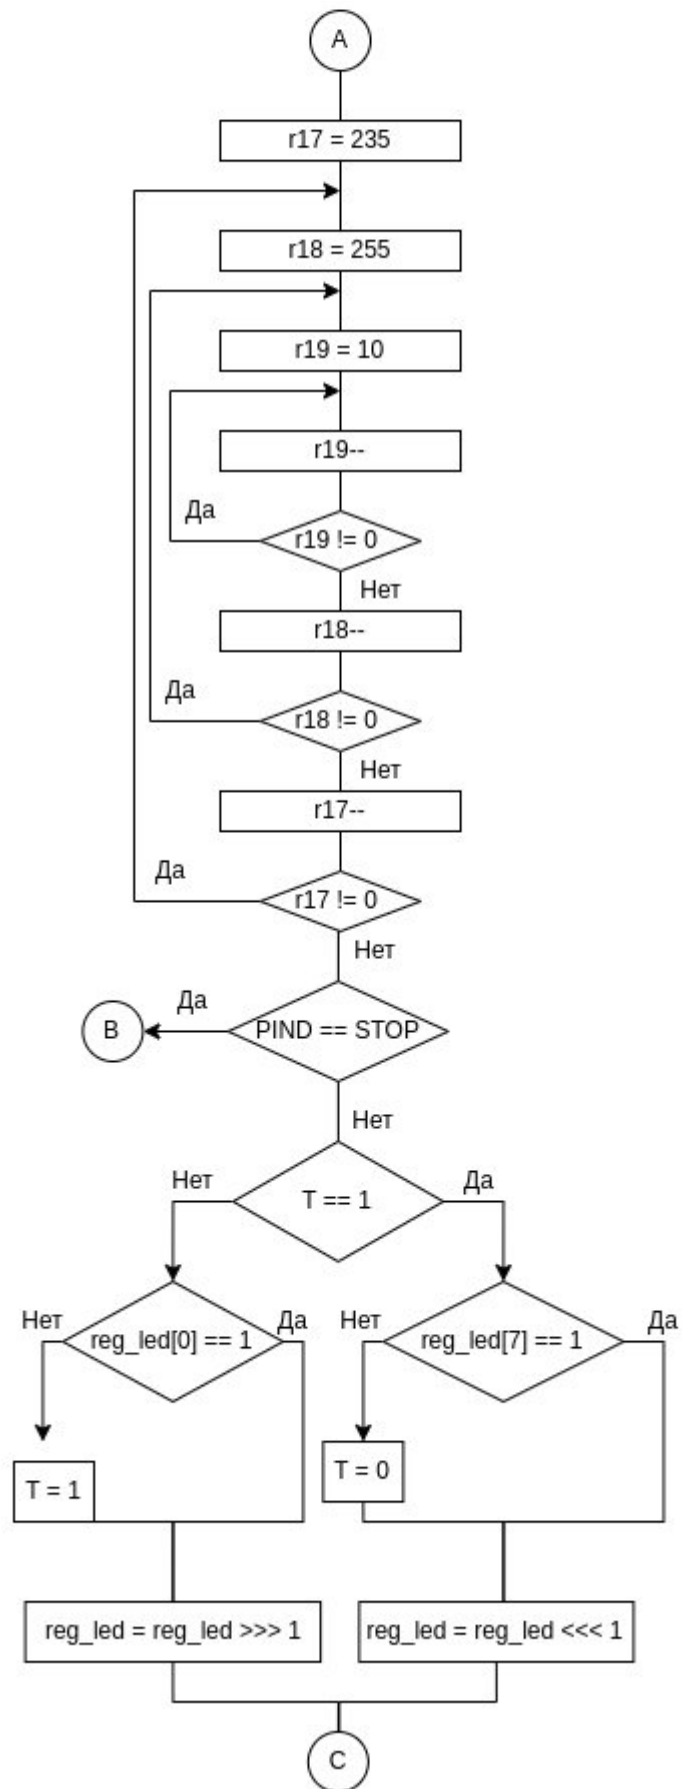 A
r17 = 235
r18 = 255
r19 = 10
r19--
Да
r19 != 0
Нет
r18--
Да
r18 != 0
Нет
r17--
Да
r17 != 0
Нет
Да
B
PIND == STOP
Нет
Нет
Да
T == 1
Нет
Да
Нет
Да
reg_led[0] == 1
reg_led[7] == 1
T = 1
T = 0
reg_led = reg_led >>> 1
reg_led = reg_led <<< 1
C